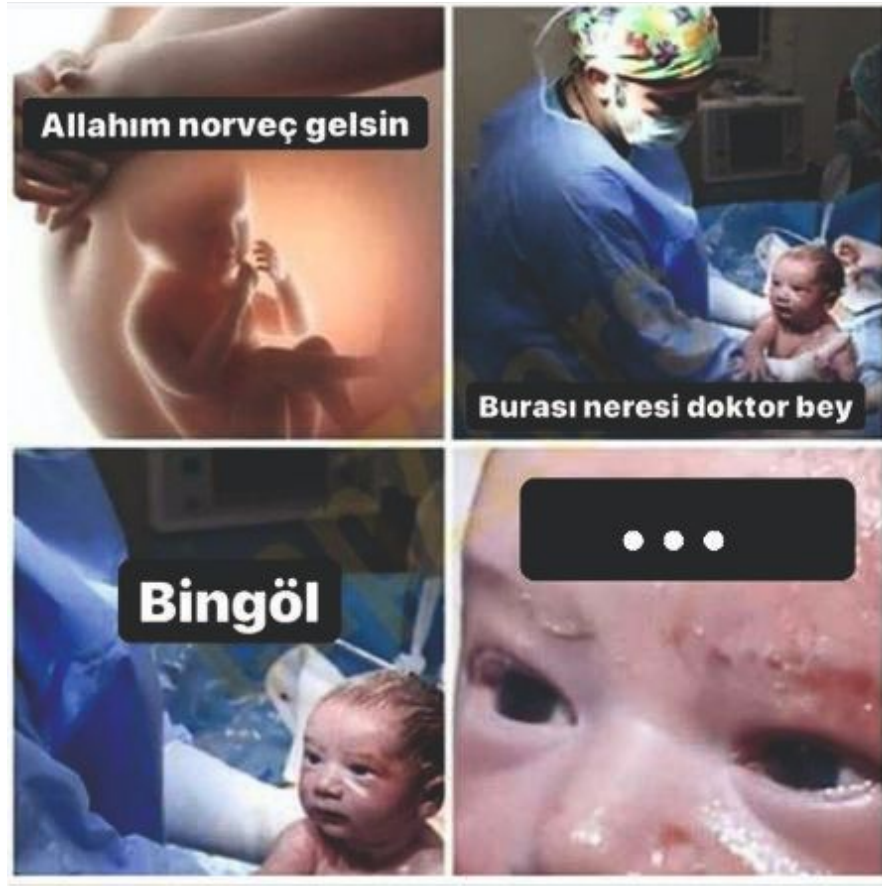 Allahım norveç gelsin
Burası neresi doktor bey
Bingöl
...